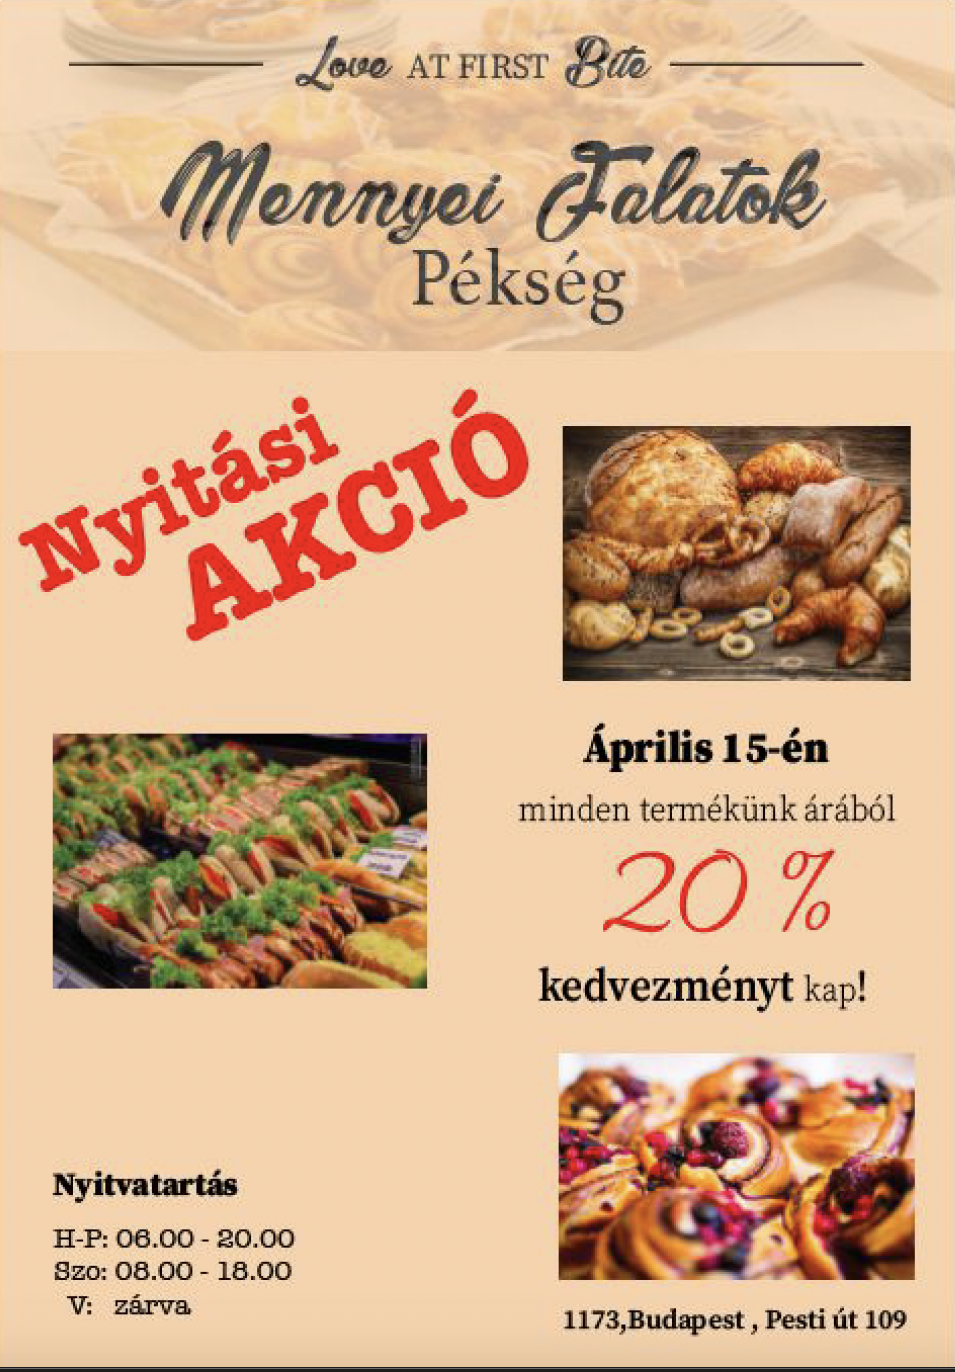 Love AT FIRST Bite
Mennyei Falatok
Pékség
Nyitási
AKCIÓ
Április 15-én
minden termékünk árából
20 %
kedvezményt kap!
Nyitvatartás
H-P: 06.00 - 20.00
Szo: 08.00 - 18.00
V: zárva
1173,Budapest , Pesti út 109